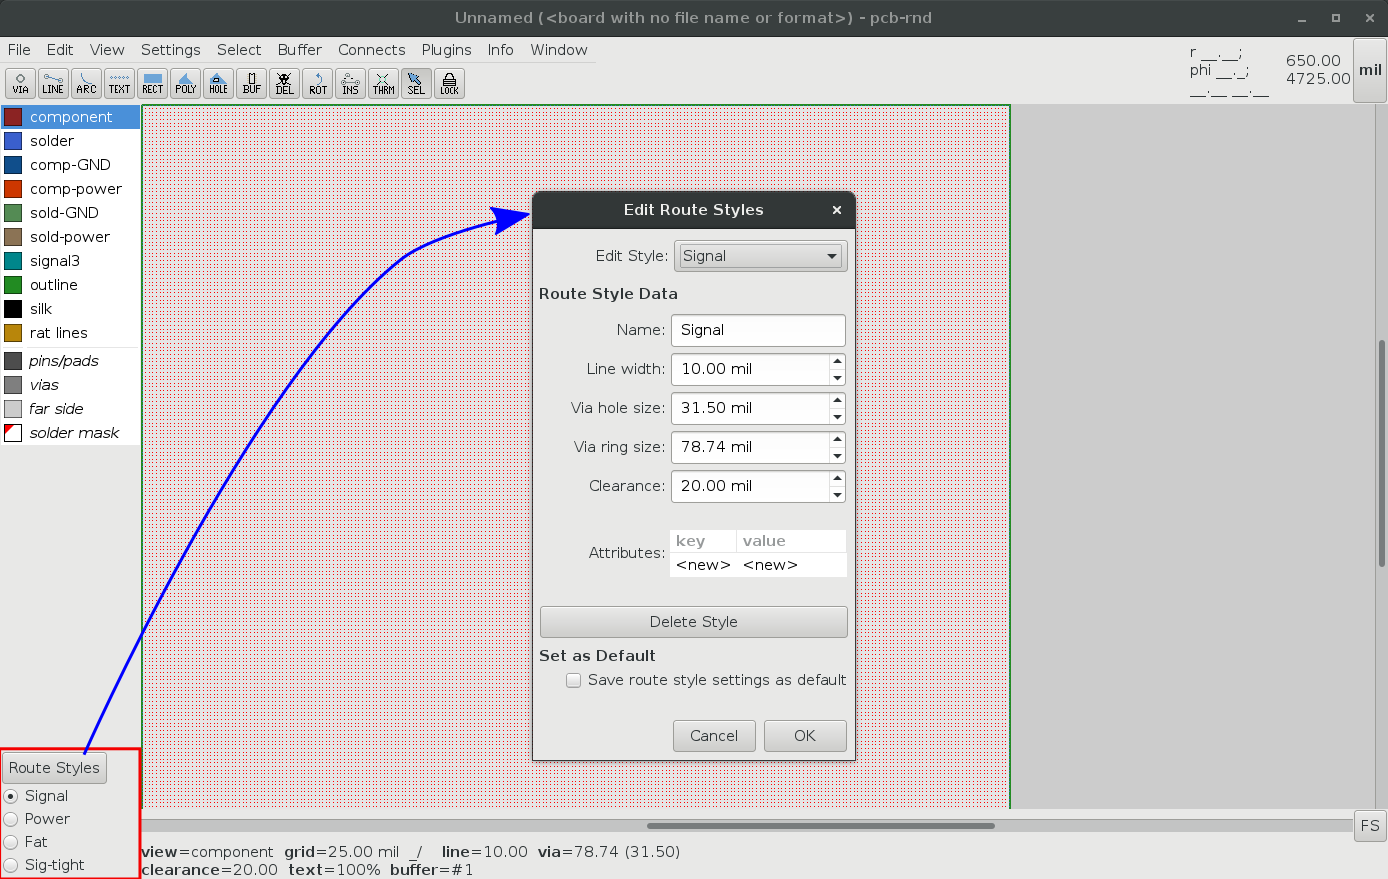 Unnamed (<board with no file name or format>) - pcb-rnd
File Edit View Settings Select Buffer Connects Plugins Info Window
r __.__;
phi __._;
__.__ __.__
650.00
4725.00
mil
VIA LINE ARC TEXT RECT POLY HOLE BUF DEL ROT INS THRM SEL LOCK
component
solder
comp-GND
comp-power
sold-GND
sold-power
signal3
outline
silk
rat lines
pins/pads
vias
far side
solder mask
Edit Route Styles
Edit Style: Signal
Route Style Data
Name: Signal
Line width: 10.00 mil
Via hole size: 31.50 mil
Via ring size: 78.74 mil
Clearance: 20.00 mil
Attributes:
key value
<new> <new>
Delete Style
Set as Default
Save route style settings as default
Cancel OK
Route Styles
Signal
Power
Fat
Sig-tight
FS
view=component grid=25.00 mil _/ line=10.00 via=78.74 (31.50)
clearance=20.00 text=100% buffer=#1